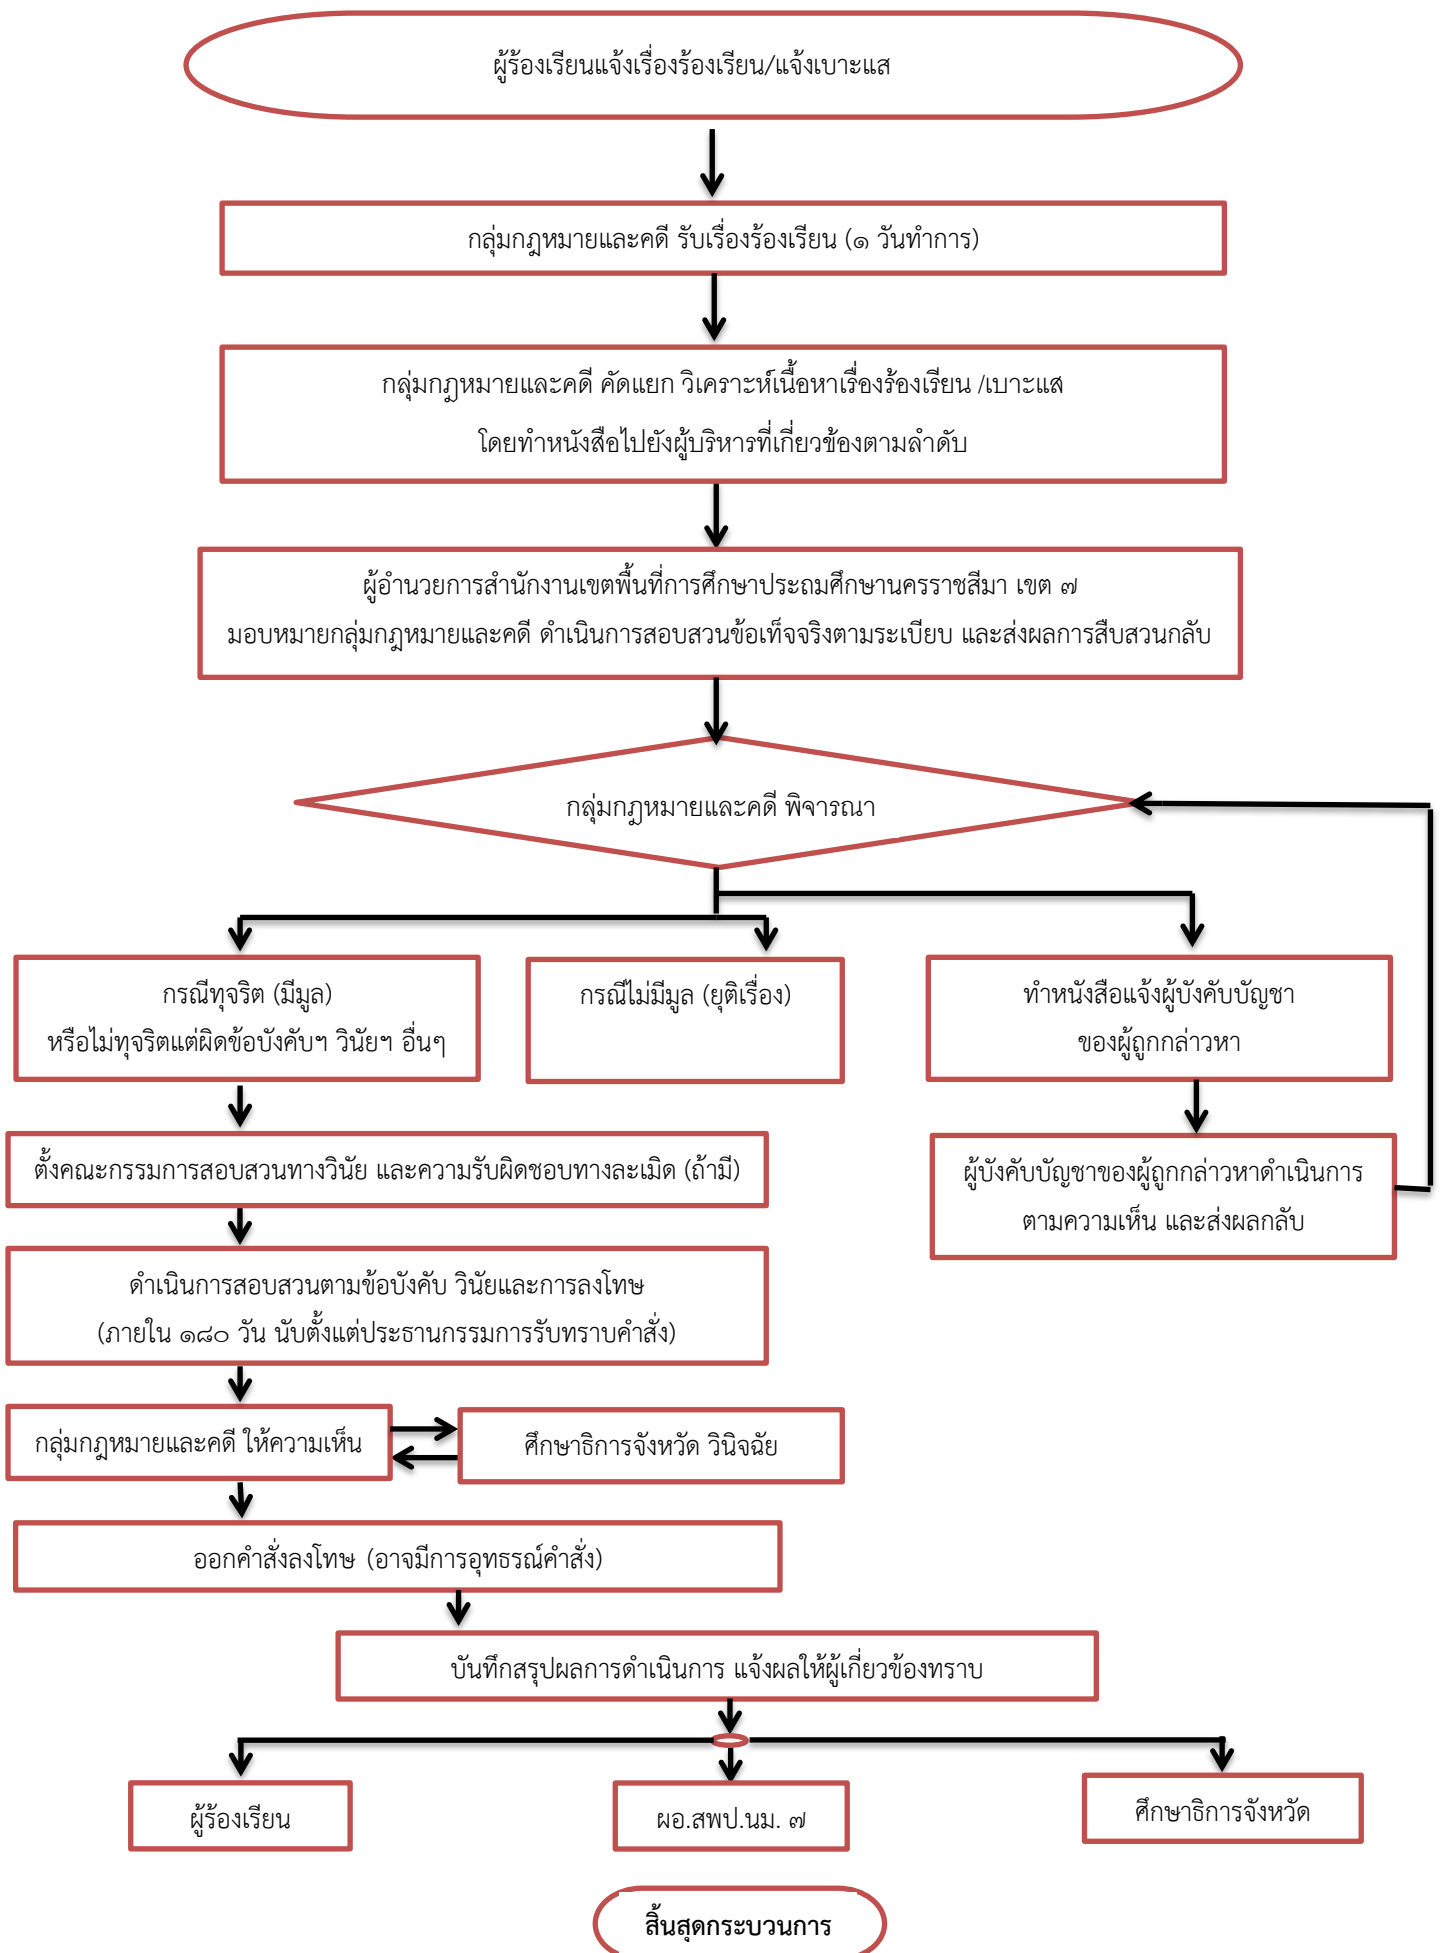 ผู้ร้องเรียนแจ้งเรื่องร้องเรียน/แจ้งเบาะแส
กลุ่มกฎหมายและคดี รับเรื่องร้องเรียน (๑ วันทำการ)
กลุ่มกฎหมายและคดี คัดแยก วิเคราะห์เนื้อหาเรื่องร้องเรียน /เบาะแส
โดยทำหนังสือไปยังผู้บริหารที่เกี่ยวข้องตามลำดับ
ผู้อำนวยการสำนักงานเขตพื้นที่การศึกษาประถมศึกษานครราชสีมา เขต ๗
มอบหมายกลุ่มกฎหมายและคดี ดำเนินการสอบสวนข้อเท็จจริงตามระเบียบ และส่งผลการสืบสวนกลับ
กลุ่มกฎหมายและคดี พิจารณา
กรณีทุจริต (มีมูล)
หรือไม่ทุจริตแต่ผิดข้อบังคับฯ วินัยฯ อื่นๆ
กรณีไม่มีมูล (ยุติเรื่อง)
ทำหนังสือแจ้งผู้บังคับบัญชา
ของผู้ถูกกล่าวหา
ตั้งคณะกรรมการสอบสวนทางวินัย และความรับผิดชอบทางละเมิด (ถ้ามี)
ผู้บังคับบัญชาของผู้ถูกกล่าวหาดำเนินการ
ตามความเห็น และส่งผลกลับ
ดำเนินการสอบสวนตามข้อบังคับ วินัยและการลงโทษ
(ภายใน ๑๘๐ วัน นับตั้งแต่ประธานกรรมการรับทราบคำสั่ง)
กลุ่มกฎหมายและคดี ให้ความเห็น
ศึกษาธิการจังหวัด วินิจฉัย
ออกคำสั่งลงโทษ (อาจมีการอุทธรณ์คำสั่ง)
บันทึกสรุปผลการดำเนินการ แจ้งผลให้ผู้เกี่ยวข้องทราบ
ผู้ร้องเรียน
ผอ.สพป.นม. ๗
ศึกษาธิการจังหวัด
สิ้นสุดกระบวนการ